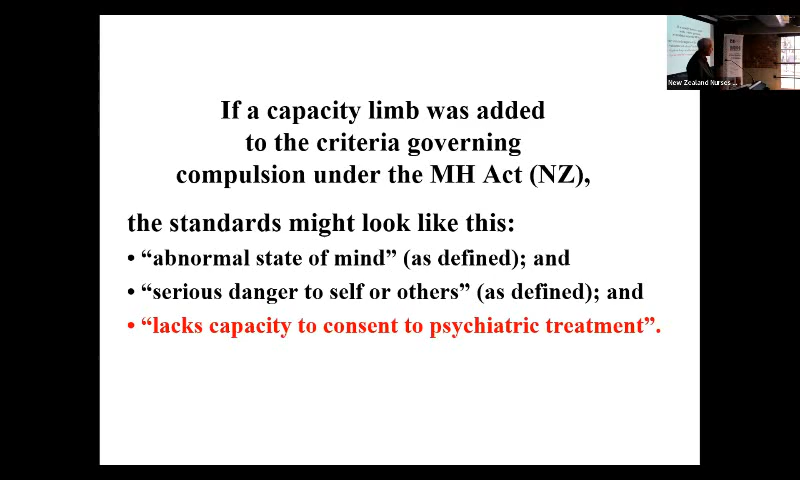 If a capacity limb was added
to the criteria governing
compulsion under the MH Act (NZ),
the standards might look like this:
• “abnormal state of mind” (as defined); and
• “serious danger to self or others” (as defined); and
• “lacks capacity to consent to psychiatric treatment”.
New Zealand Nurses ...